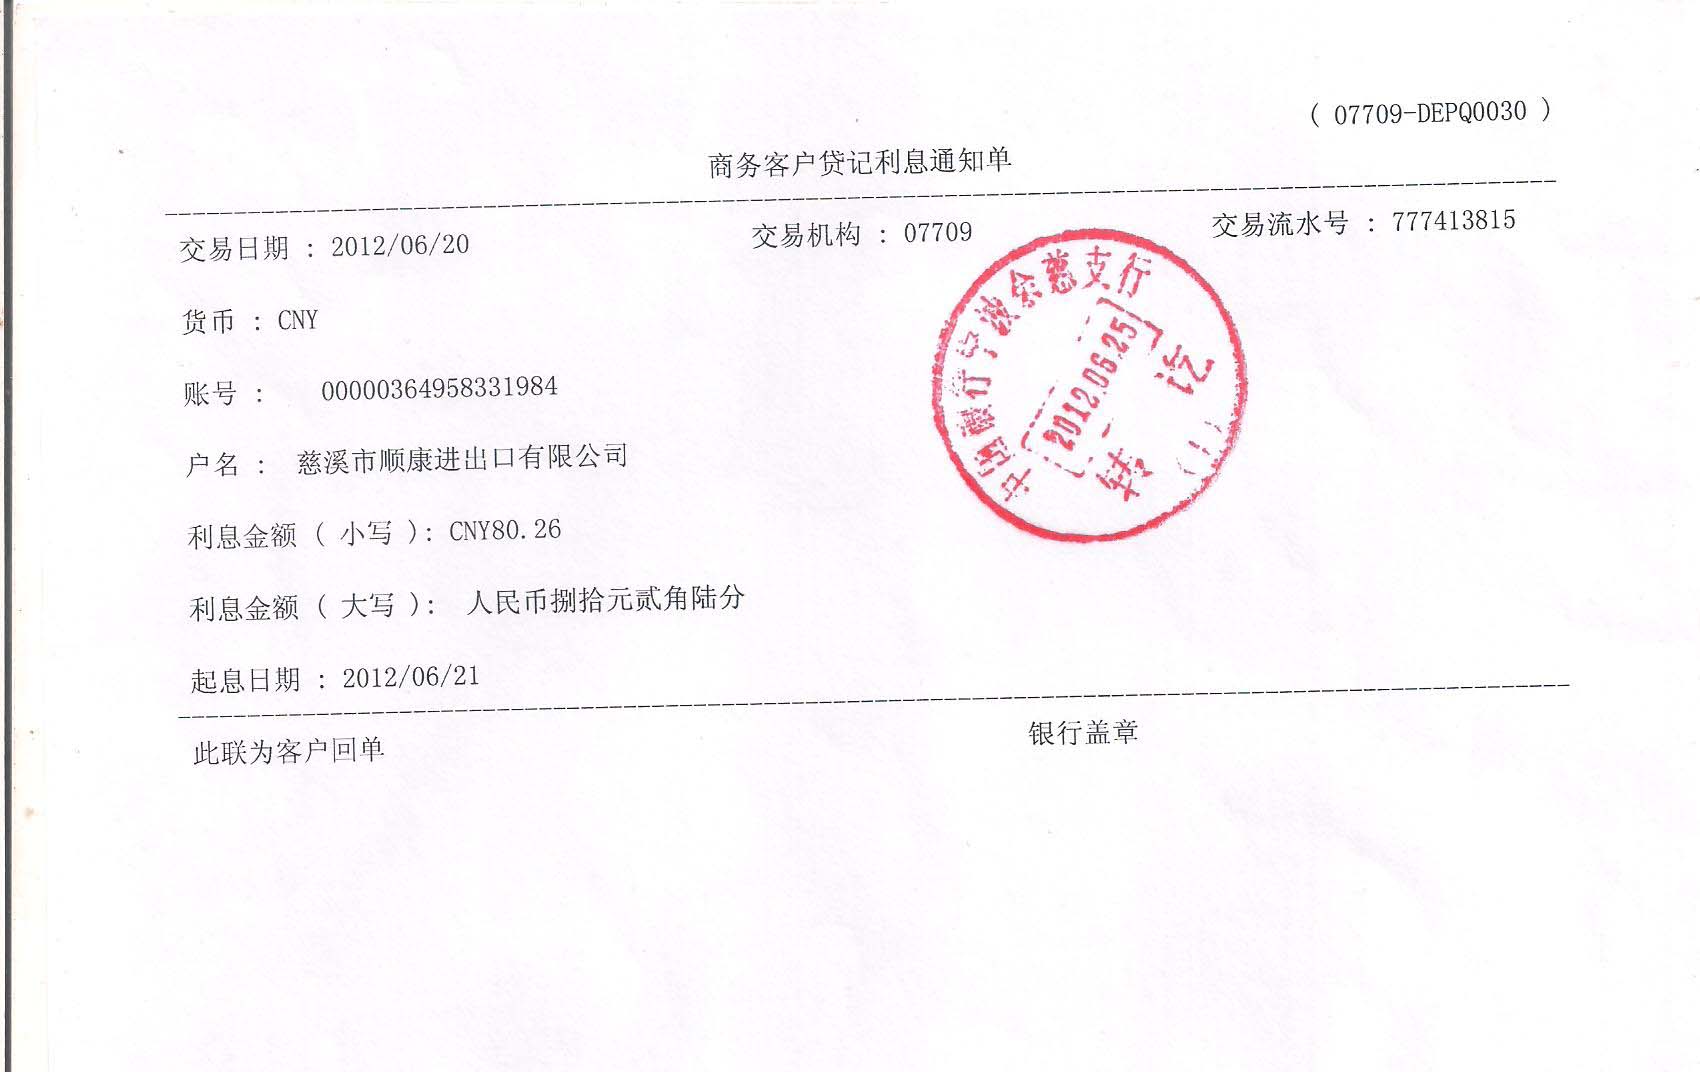 ( 07709-DEPQ0030 )
商务客户贷记利息通知单
交易日期 : 2012/06/20 交易机构 : 07709 交易流水号 : 777413815
货币 : CNY
账号 : 00000364958331984
户名 : 慈溪市顺康进出口有限公司
利息金额 ( 小写 ): CNY80.26
利息金额 ( 大写 ): 人民币捌拾元贰角陆分
起息日期 : 2012/06/21
此联为客户回单 银行盖章
中国银行宁波余慈支行
2012.06.25
转讫